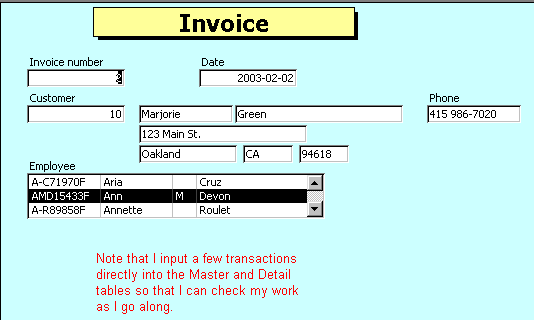 Invoice
Invoice number Date
2003-02-02
Customer Phone
10 Marjorie Green 415 986-7020
123 Main St.
Oakland CA 94618
Employee
A-C71970F Aria Cruz
AMD15433F Ann M Devon
A-R89858F Annette Roulet
Note that I input a few transactions
directly into the Master and Detail
tables so that I can check my work
as I go along.